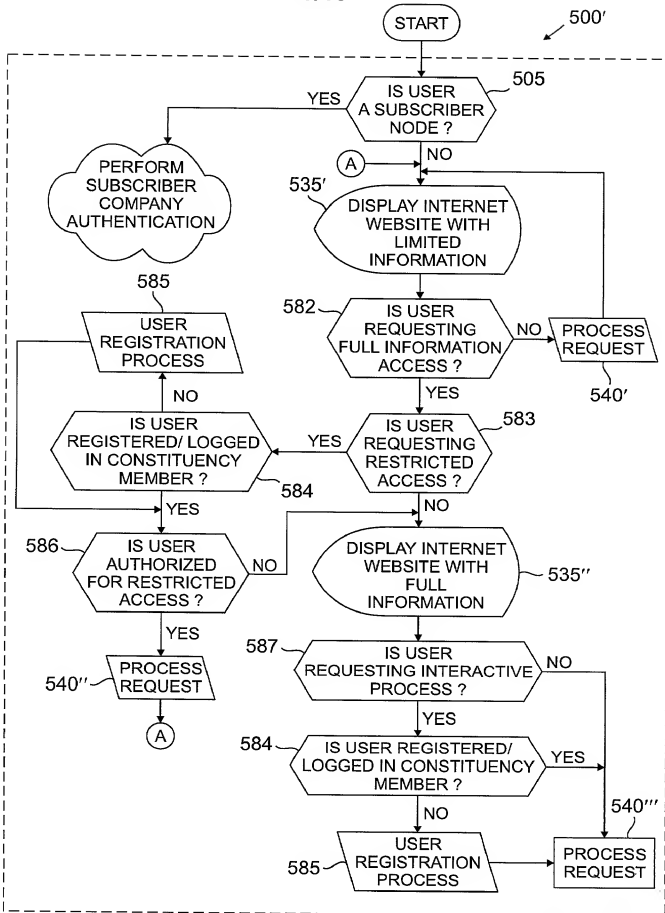 START
500'
505
IS USER
A SUBSCRIBER
NODE ?
YES
NO
A
PERFORM
SUBSCRIBER
COMPANY
AUTHENTICATION
535'
DISPLAY INTERNET
WEBSITE WITH
LIMITED
INFORMATION
582
IS USER
REQUESTING
FULL INFORMATION
ACCESS ?
NO
PROCESS
REQUEST
540'
YES
585
USER
REGISTRATION
PROCESS
NO
IS USER
REGISTERED/ LOGGED
IN CONSTITUENCY
MEMBER ?
584
YES
IS USER
REQUESTING
RESTRICTED
ACCESS ?
583
YES
NO
586
IS USER
AUTHORIZED
FOR RESTRICTED
ACCESS ?
NO
YES
540''
PROCESS
REQUEST
A
DISPLAY INTERNET
WEBSITE WITH
FULL
INFORMATION
535''
587
IS USER
REQUESTING INTERACTIVE
PROCESS ?
NO
YES
584
IS USER REGISTERED/
LOGGED IN CONSTITUENCY
MEMBER ?
YES
NO
585
USER
REGISTRATION
PROCESS
540'''
PROCESS
REQUEST